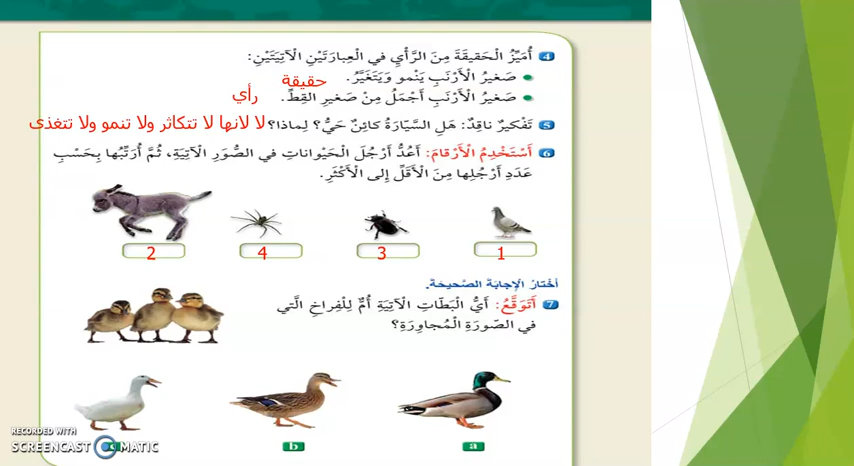 4 أُمَيِّزُ الْحَقيقَةَ مِنَ الرَّأْيِ في الْعِبارَتَيْنِ الْآتِيَتَيْنِ:
• صَغيرُ الْأَرْنَبِ يَنْمو وَيَتَغَيَّرُ. حقيقة
• صَغيرُ الْأَرْنَبِ أَجْمَلُ مِنْ صَغيرِ القِطِّ. رأي
5 تَفْكيرٌ ناقِدٌ: هَلِ السَّيّارَةُ كائِنٌ حَيٌّ؟ لِماذا؟ لا لانها لا تتكاثر ولا تنمو ولا تتغذى
6 أَسْتَخْدِمُ الْأَرْقامَ: أَعُدُّ أَرْجُلَ الْحَيَواناتِ في الصُّوَرِ الْآتِيَةِ، ثُمَّ أُرَتِّبُها بِحَسْبِ
عَدَدِ أَرْجُلِها مِنَ الْأَقَلِّ إِلى الْأَكْثَرِ.
1 3 4 2
أَخْتارُ الْإِجابَةَ الصَّحيحَةَ.
7 أَتَوَقَّعُ: أَيُّ الْبَطّاتِ الْآتِيَةِ أُمٌّ لِلْفِراخِ الَّتي
في الصّورَةِ الْمُجاوِرَةِ؟
a b
RECORDED WITH
SCREENCAST MATIC